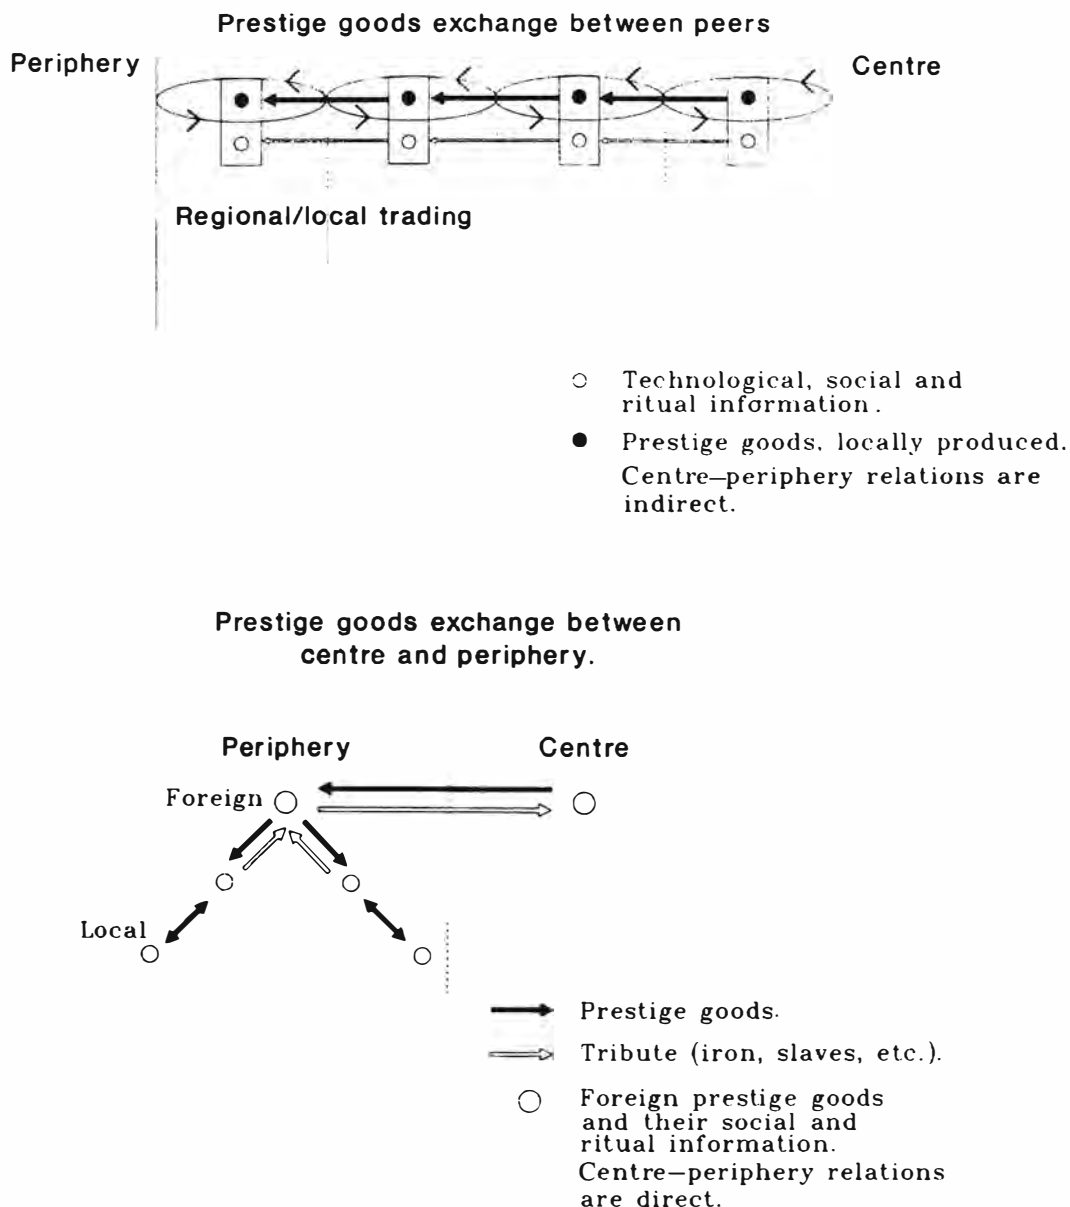 Prestige goods exchange between peers
Periphery
Centre
Regional/local trading
Technological, social and
ritual information.
Prestige goods, locally produced.
Centre–periphery relations are
indirect.
Prestige goods exchange between
centre and periphery.
Periphery
Centre
Foreign
Local
Prestige goods.
Tribute (iron, slaves, etc.).
Foreign prestige goods
and their social and
ritual information.
Centre–periphery relations
are direct.